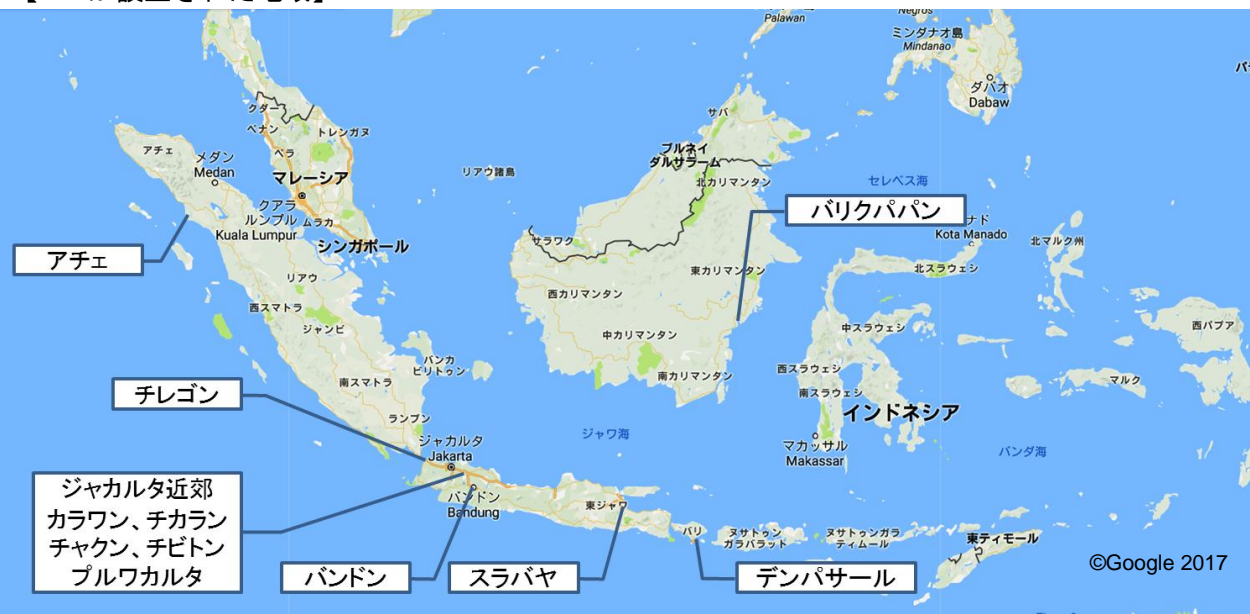 Palawan
Negros
ミンダナオ島
Mindanao
ダバオ
Dabaw
クダー
ペナン
トレンガヌ
ペラ
サバ
アチェ
メダン
Medan
マレーシア
リアウ諸島
ブルネイ
ダルサラーム
北カリマンタン
セレベス海
クアラ
ルンプル
ムラカ
Kuala Lumpur
シンガポール
バリクパパン
ナド
Kota Manado
北マルク州
アチェ
サラワク
リアウ
東カリマンタン
北スラウェシ
西スマトラ
西カリマンタン
ジャンビ
中カリマンタン
中スラウェシ
西パプア
バンカ
ビリトゥン
南スマトラ
南カリマンタン
西スラウェシ
マルク
チレゴン
南スラウェシ
インドネシア
ランプン
ジャカルタ
Jakarta
ジャワ海
マカッサル
Makassar
バンダ海
ジャカルタ近郊
カラワン、チカラン
チャクン、チビトン
プルワカルタ
バンドン
Bandung
東ジャワ
バリ
ヌサトゥン
ガラバラット
ヌサトゥンガラ
ティムール
東ティモール
©Google 2017
バンドン
スラバヤ
デンパサール